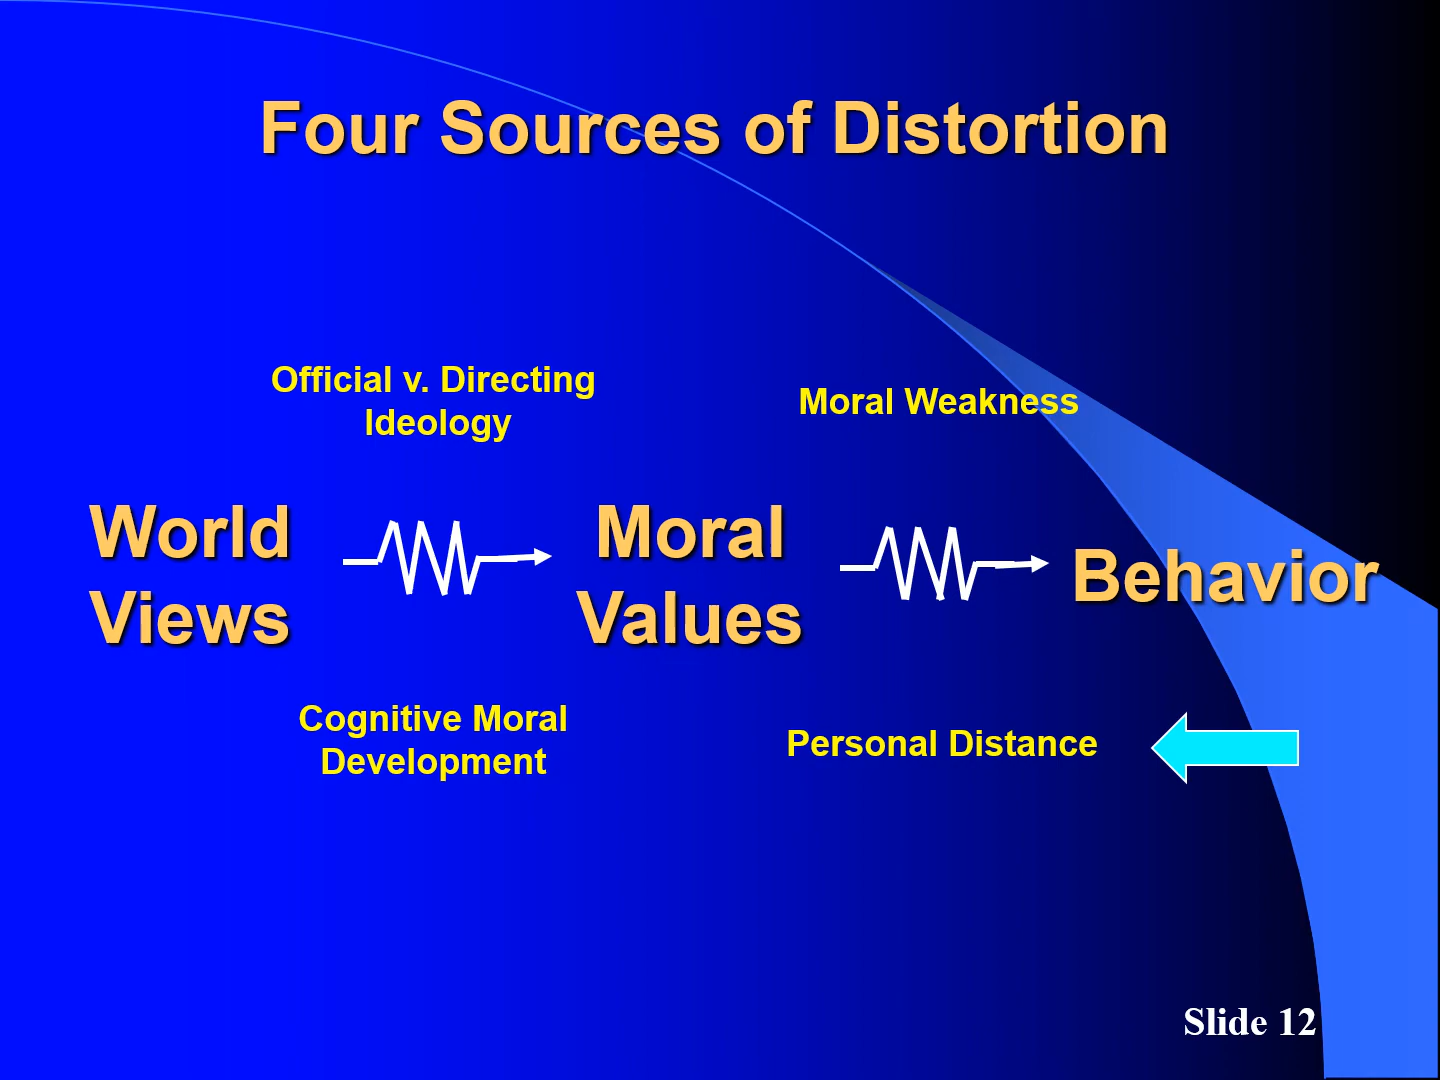 Four Sources of Distortion
Official v. Directing
Ideology
Moral Weakness
World
Views
Moral
Values
Behavior
Cognitive Moral
Development
Personal Distance
Slide 12